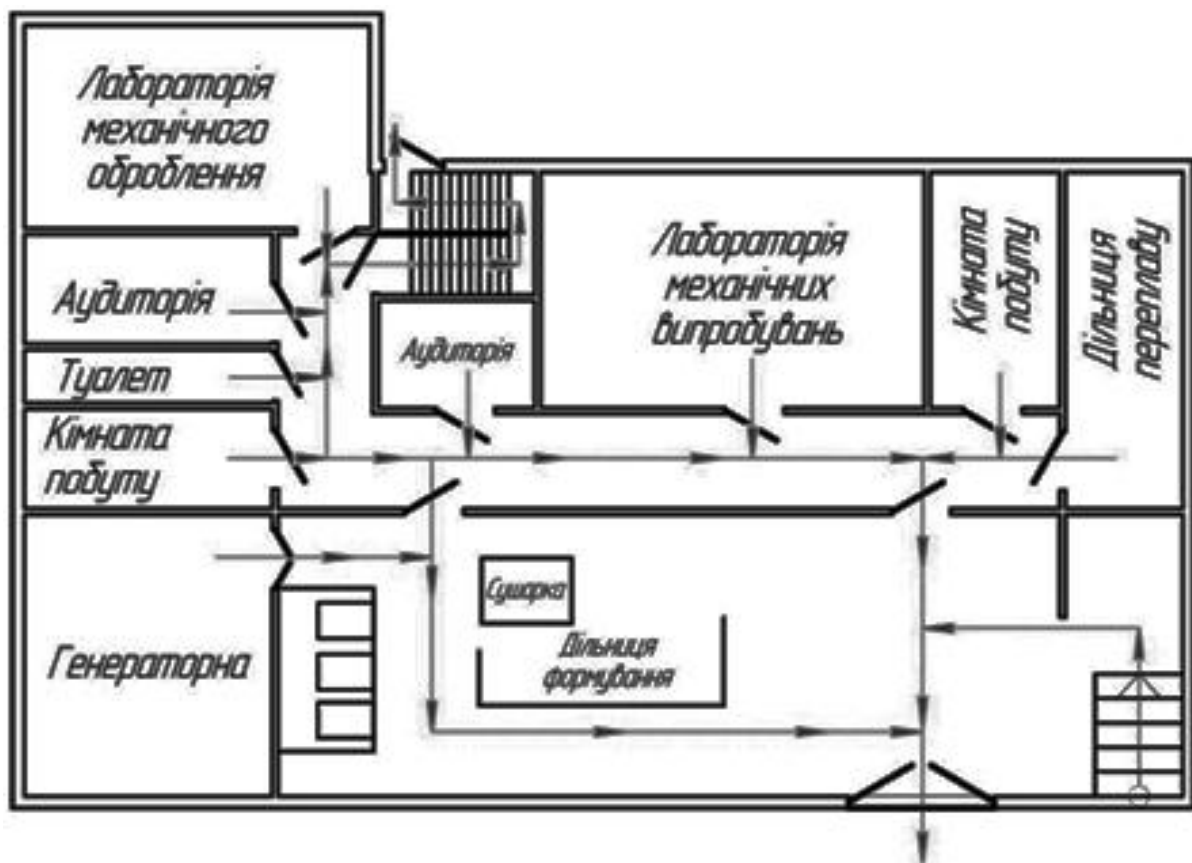 Лабораторія
механічного
оброблення
Аудиторія
Туалет
Кімната
побуту
Генераторна
Аудиторія
Лабораторія
механічних
випробувань
Кімната
побуту
Дільниця
переплаву
Сушарка
Дільниця
формування